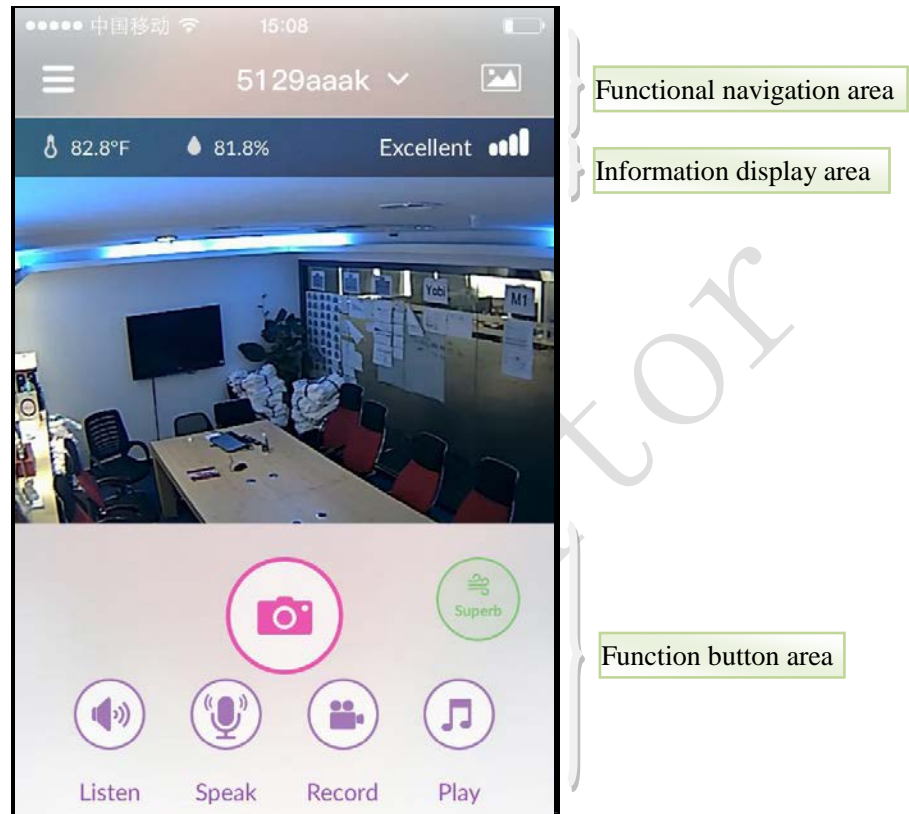 中国移动 15:08
5129aaak
Functional navigation area
82.8°F 81.8% Excellent
Information display area
Yobi
M1
Superb
Function button area
Listen Speak Record Play